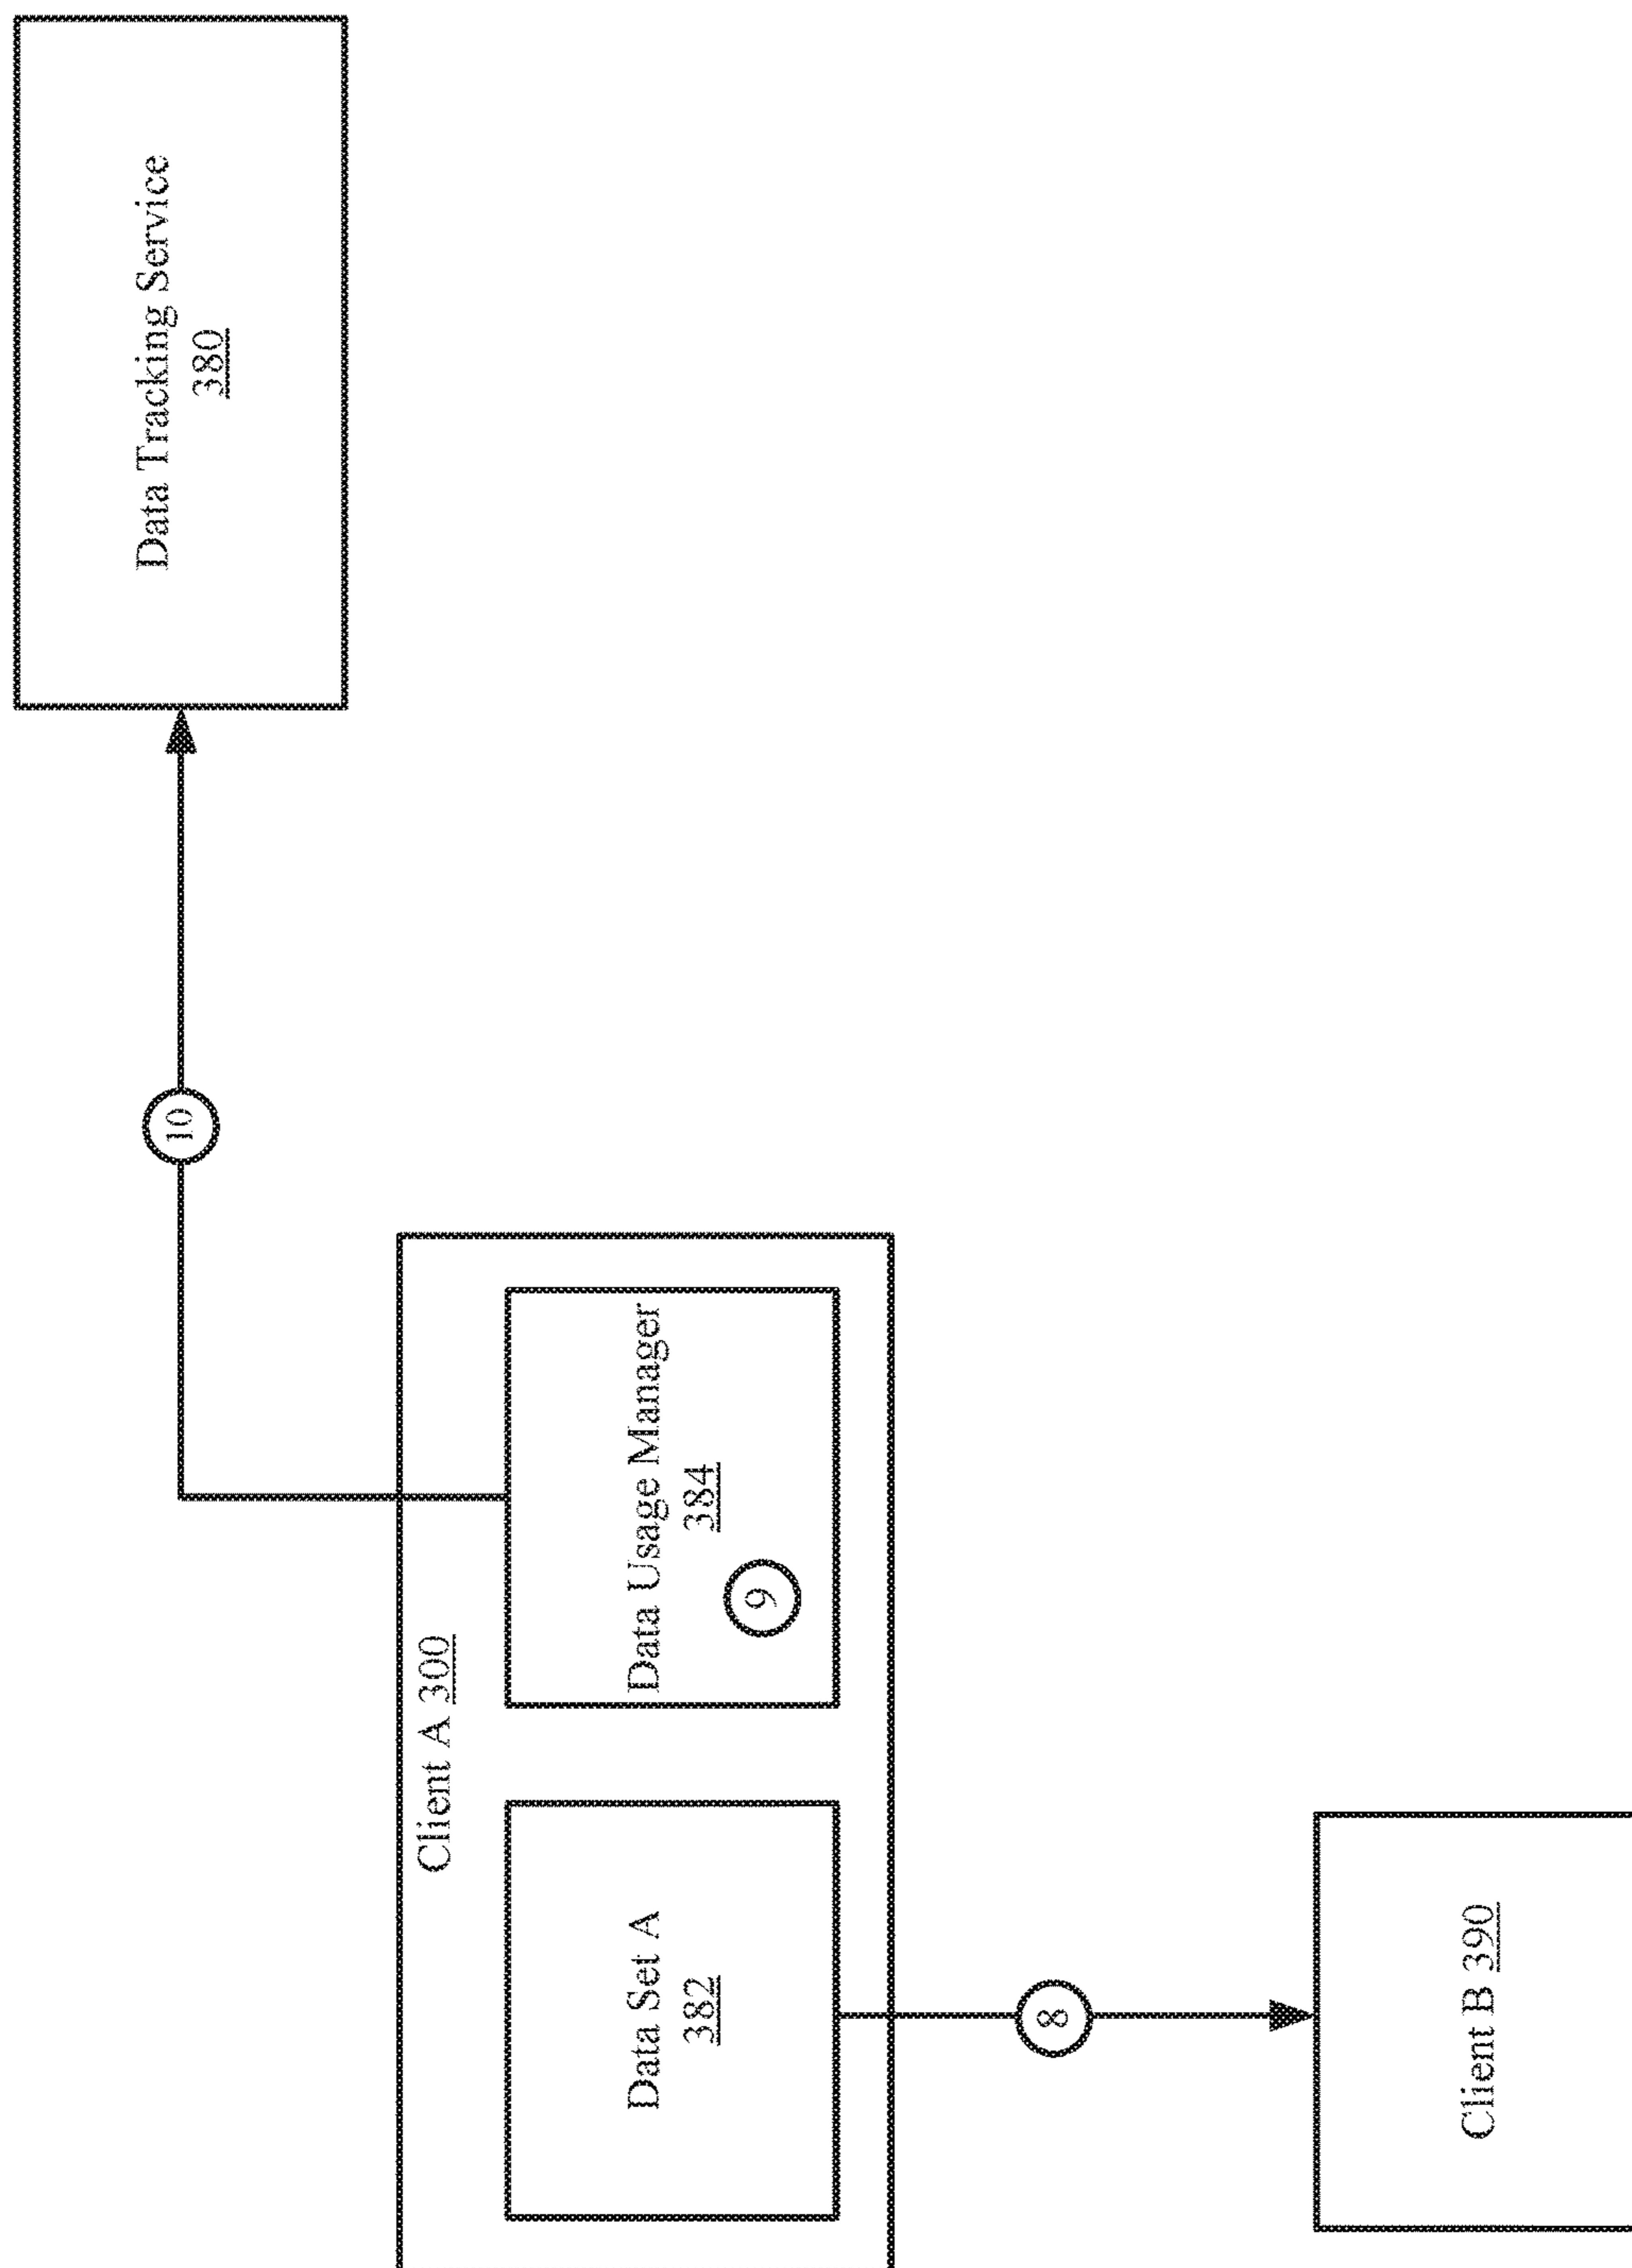 Data Tracking Service
380
10
Client A 300
Data Set A
382
Data Usage Manager
384
9
8
Client B 390